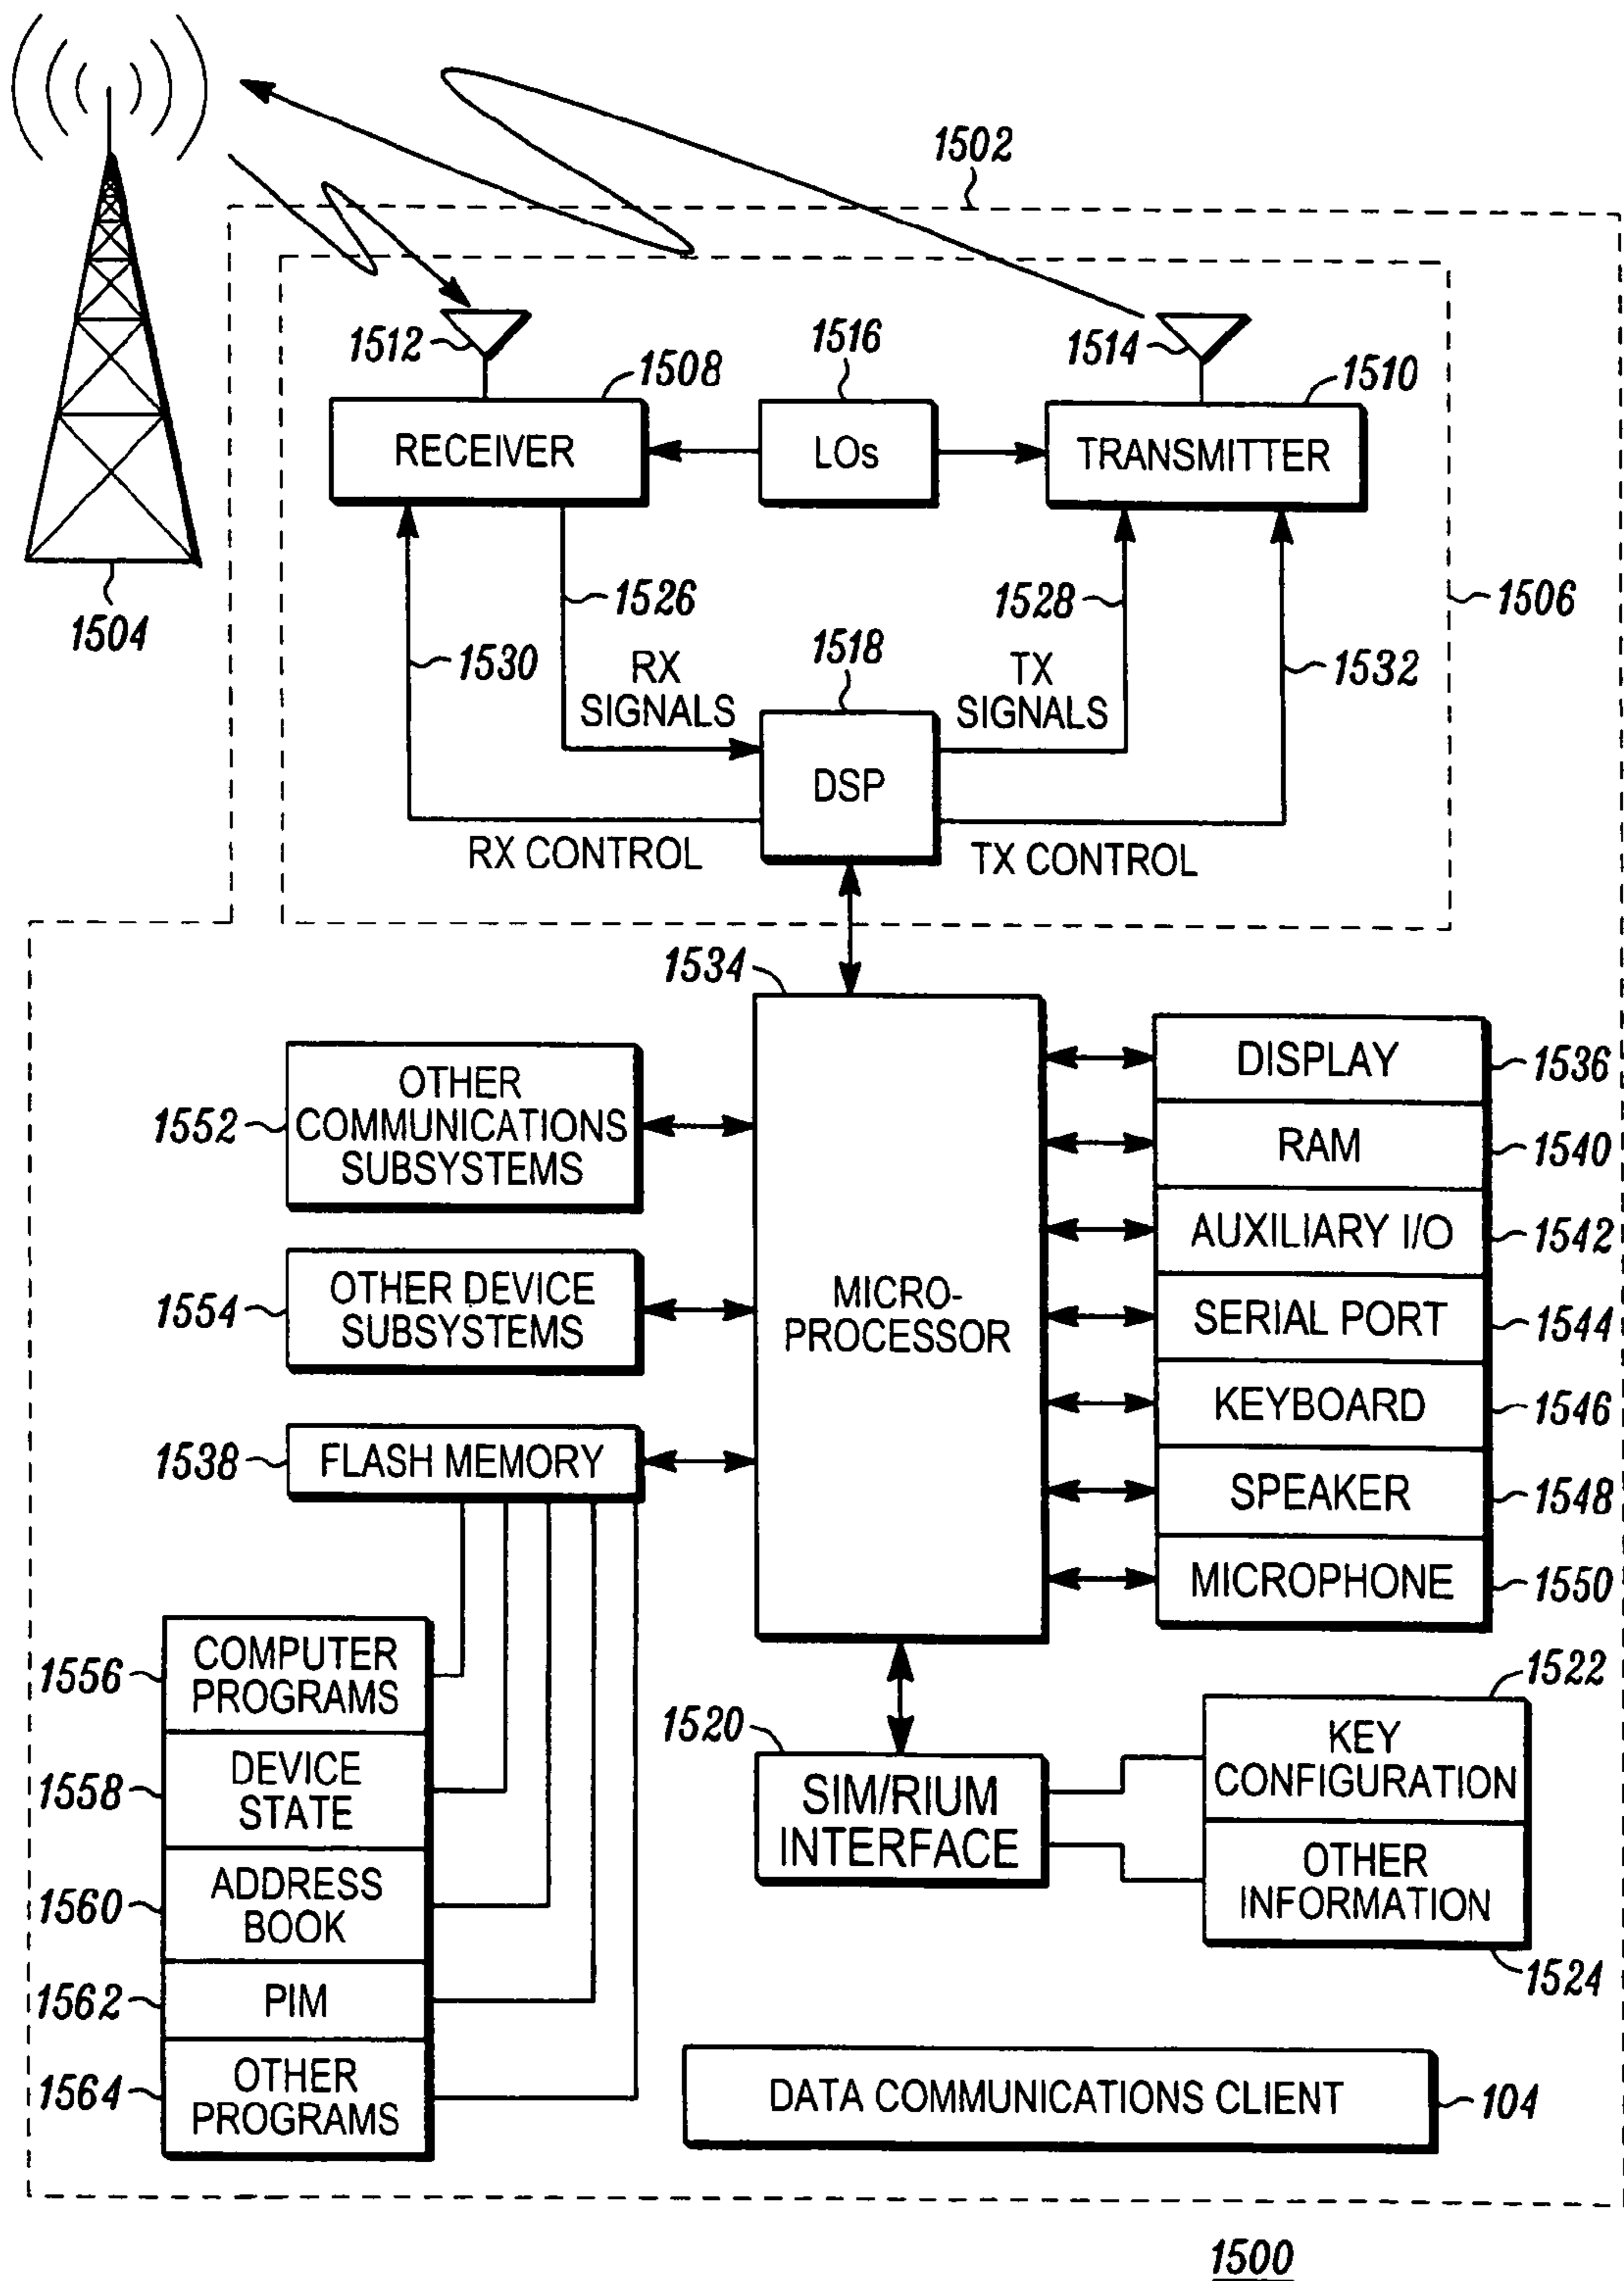 1502
1512
1508
1516
1514
1510
RECEIVER
LOs
TRANSMITTER
1504
1526
1528
1506
1530
RX
SIGNALS
1518
TX
SIGNALS
1532
DSP
RX CONTROL
TX CONTROL
1534
MICRO-
PROCESSOR
1552
OTHER
COMMUNICATIONS
SUBSYSTEMS
1554
OTHER DEVICE
SUBSYSTEMS
1538
FLASH MEMORY
DISPLAY
1536
RAM
1540
AUXILIARY I/O
1542
SERIAL PORT
1544
KEYBOARD
1546
SPEAKER
1548
MICROPHONE
1550
1556
COMPUTER
PROGRAMS
1558
DEVICE
STATE
1560
ADDRESS
BOOK
1562
PIM
1564
OTHER
PROGRAMS
1520
SIM/RIUM
INTERFACE
1522
KEY
CONFIGURATION
OTHER
INFORMATION
1524
DATA COMMUNICATIONS CLIENT
104
1500